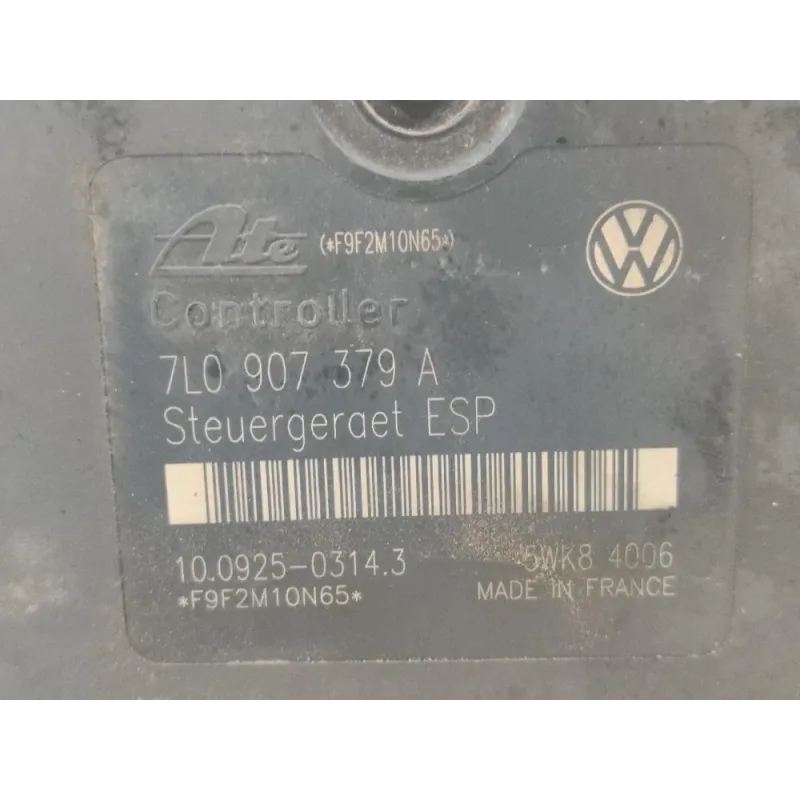 Ate (*F9F2M10N65*)
Controller
7L0 907 379 A
Steuergeraet ESP
10.0925-0314.3 5WK8 4006
*F9F2M10N65* MADE IN FRANCE